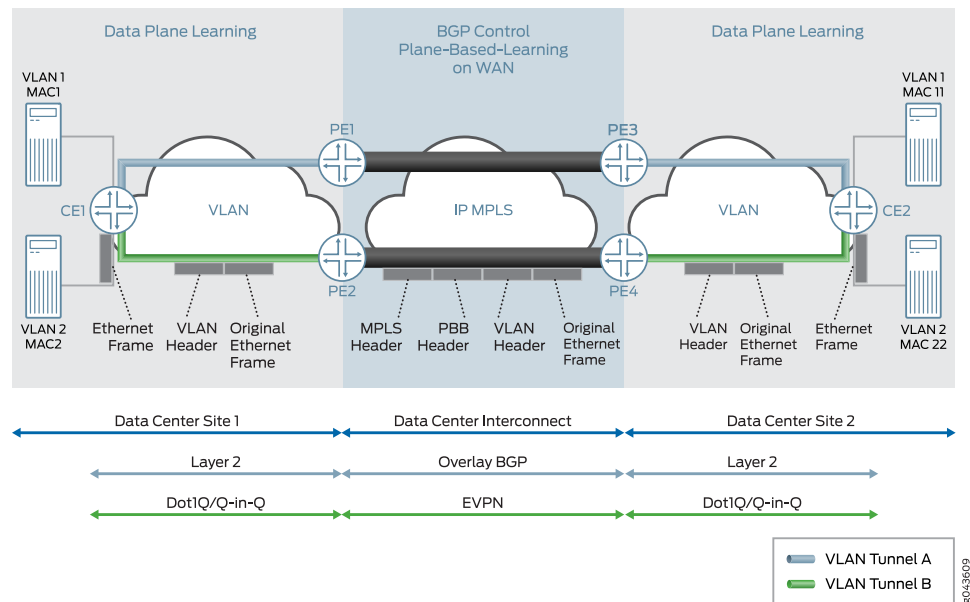 Data Plane Learning
BGP Control
Plane-Based-Learning
on WAN
Data Plane Learning
VLAN 1
MAC1
VLAN 1
MAC 11
PE1
PE3
CE1
VLAN
IP MPLS
VLAN
CE2
PE2
PE4
VLAN 2
MAC2
Ethernet
Frame
VLAN
Header
Original
Ethernet
Frame
MPLS
Header
PBB
Header
VLAN
Header
Original
Ethernet
Frame
VLAN
Header
Original
Ethernet
Frame
Ethernet
Frame
VLAN 2
MAC 22
Data Center Site 1
Data Center Interconnect
Data Center Site 2
Layer 2
Overlay BGP
Layer 2
Dot1Q/Q-in-Q
EVPN
Dot1Q/Q-in-Q
VLAN Tunnel A
VLAN Tunnel B
g043609